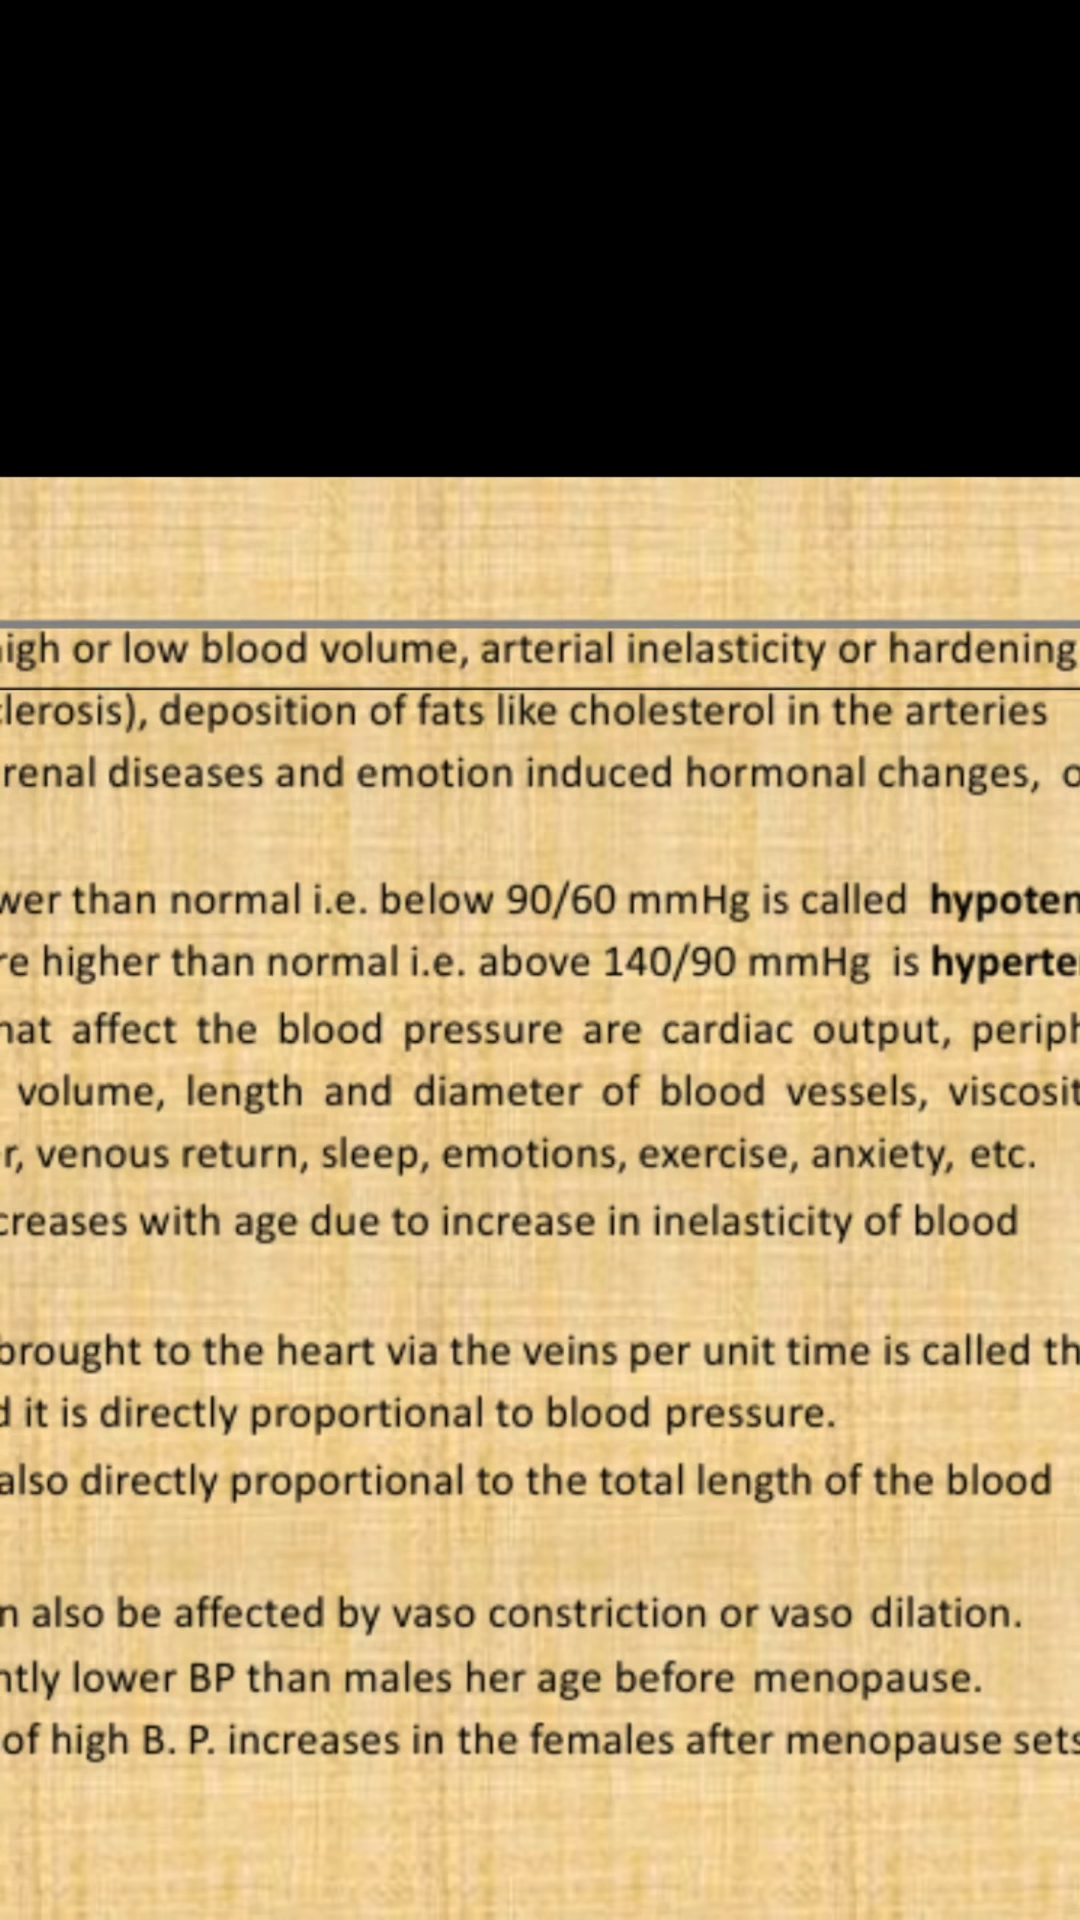 igh or low blood volume, arterial inelasticity or hardening
lerosis), deposition of fats like cholesterol in the arteries
renal diseases and emotion induced hormonal changes, o
wer than normal i.e. below 90/60 mmHg is called hypoten
re higher than normal i.e. above 140/90 mmHg is hyperte
hat affect the blood pressure are cardiac output, periph
volume, length and diameter of blood vessels, viscosit
r, venous return, sleep, emotions, exercise, anxiety, etc.
creases with age due to increase in inelasticity of blood
brought to the heart via the veins per unit time is called th
d it is directly proportional to blood pressure.
also directly proportional to the total length of the blood
n also be affected by vaso constriction or vaso dilation.
ntly lower BP than males her age before menopause.
of high B. P. increases in the females after menopause sets